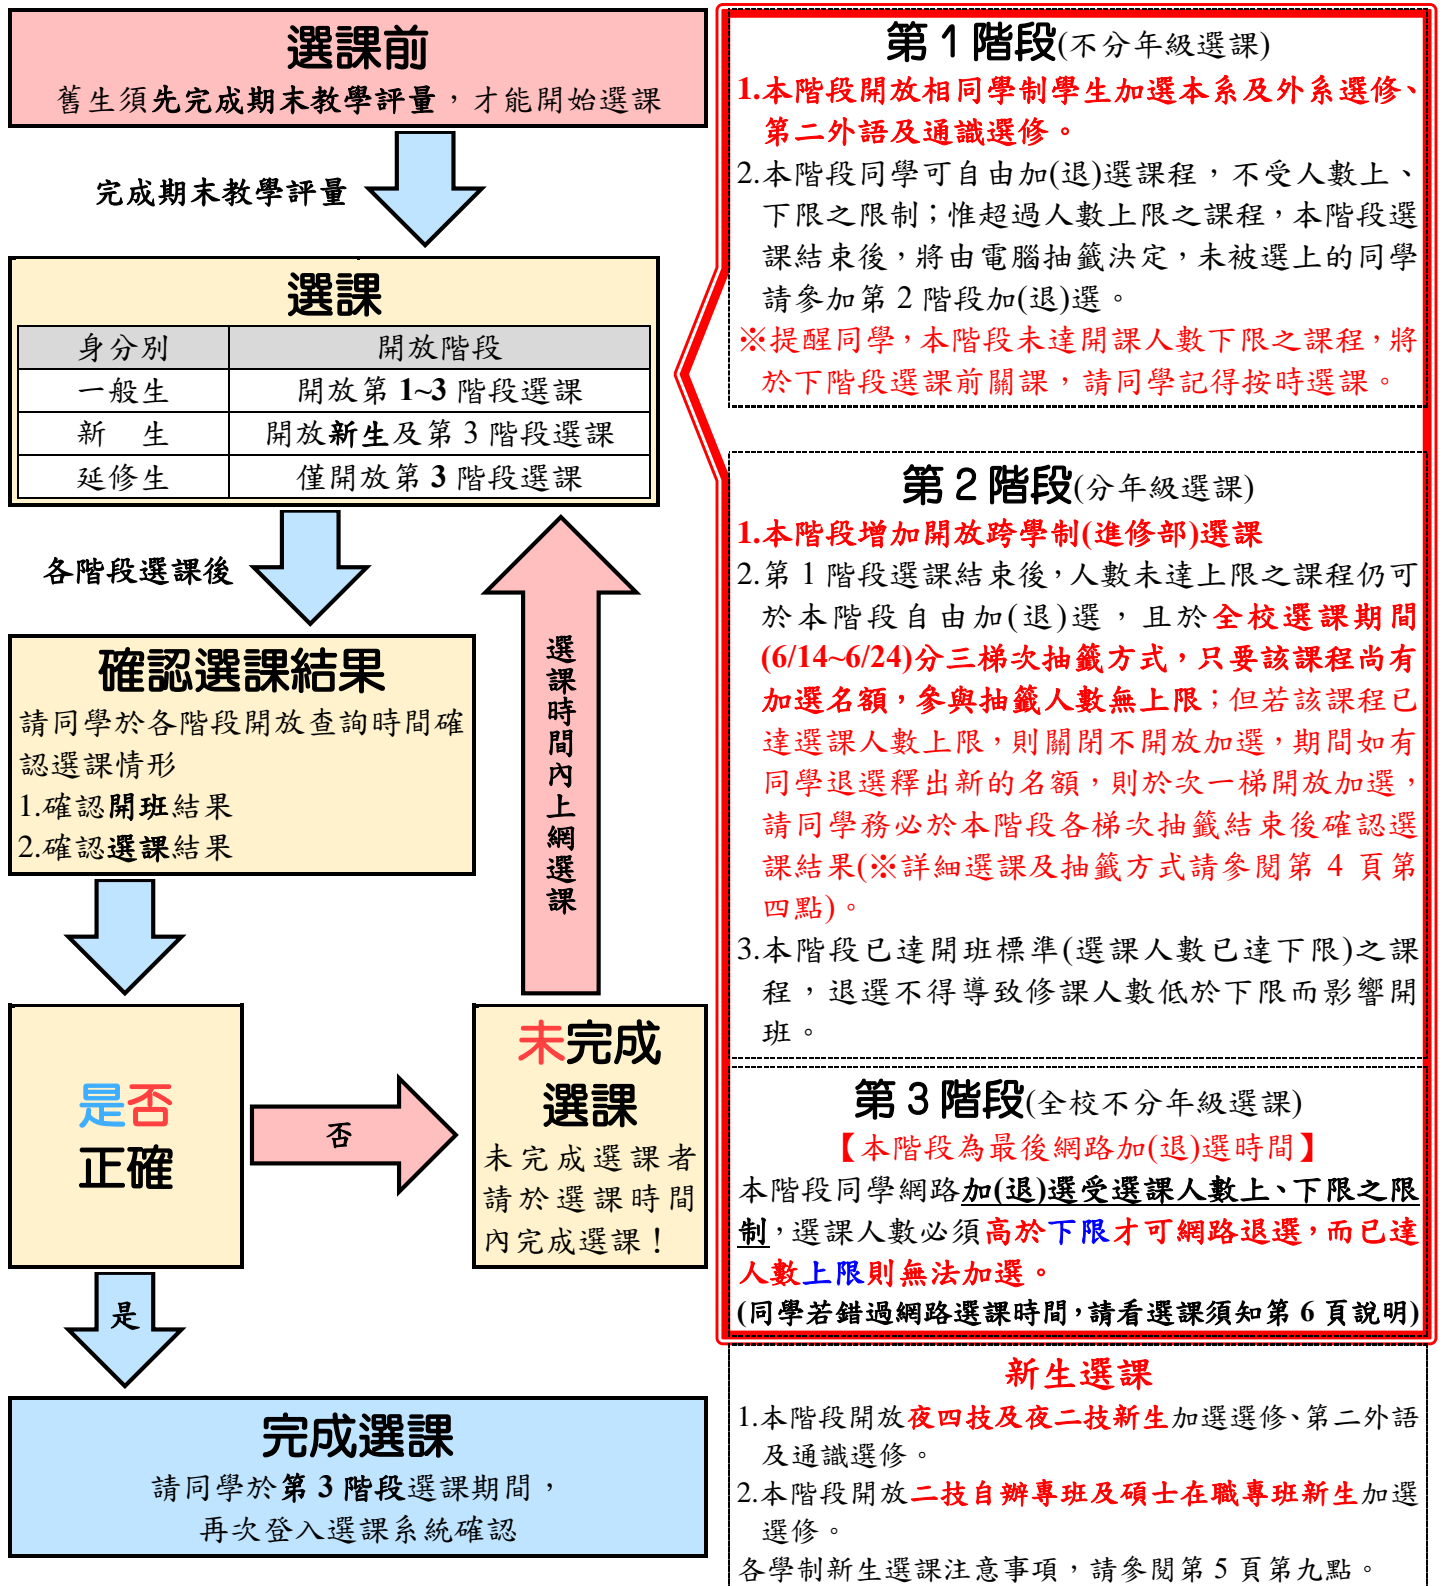 選課前
舊生須先完成期末教學評量，才能開始選課
完成期末教學評量
選課
身分別 開放階段
一般生 開放第 1~3 階段選課
新　生 開放新生及第 3 階段選課
延修生 僅開放第 3 階段選課
各階段選課後
確認選課結果
請同學於各階段開放查詢時間確
認選課情形
1.確認開班結果
2.確認選課結果
選課時間內上網選課
是否
正確
否
未完成
選課
未完成選課者
請於選課時間
內完成選課！
是
完成選課
請同學於第 3 階段選課期間，
再次登入選課系統確認
第 1 階段(不分年級選課)
1.本階段開放相同學制學生加選本系及外系選修、
第二外語及通識選修。
2.本階段同學可自由加(退)選課程，不受人數上、
下限之限制；惟超過人數上限之課程，本階段選
課結束後，將由電腦抽籤決定，未被選上的同學
請參加第 2 階段加(退)選。
※提醒同學，本階段未達開課人數下限之課程，將
於下階段選課前關課，請同學記得按時選課。
第 2 階段(分年級選課)
1.本階段增加開放跨學制(進修部)選課
2.第 1 階段選課結束後，人數未達上限之課程仍可
於本階段自由加(退)選，且於全校選課期間
(6/14~6/24)分三梯次抽籤方式，只要該課程尚有
加選名額，參與抽籤人數無上限；但若該課程已
達選課人數上限，則關閉不開放加選，期間如有
同學退選釋出新的名額，則於次一梯開放加選，
請同學務必於本階段各梯次抽籤結束後確認選
課結果(※詳細選課及抽籤方式請參閱第 4 頁第
四點)。
3.本階段已達開班標準(選課人數已達下限)之課
程，退選不得導致修課人數低於下限而影響開
班。
第 3 階段(全校不分年級選課)
【本階段為最後網路加(退)選時間】
本階段同學網路加(退)選受選課人數上、下限之限
制，選課人數必須高於下限才可網路退選，而已達
人數上限則無法加選。
(同學若錯過網路選課時間，請看選課須知第 6 頁說明)
新生選課
1.本階段開放夜四技及夜二技新生加選選修、第二外語
及通識選修。
2.本階段開放二技自辦專班及碩士在職專班新生加選
選修。
各學制新生選課注意事項，請參閱第 5 頁第九點。